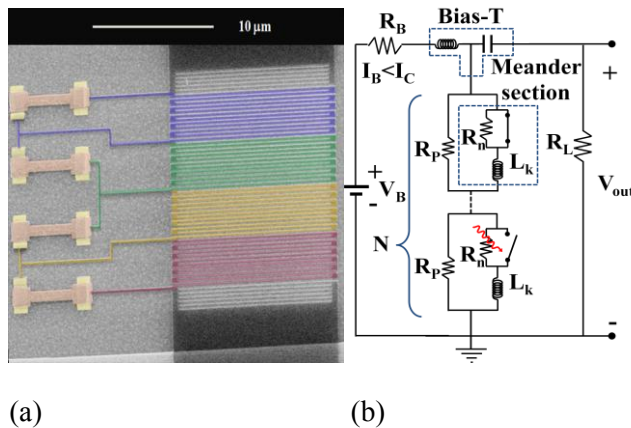 10 μm
R_B
Bias-T
I_B<I_C
Meander
section
R_P
R_n
L_k
R_L
+
V_B
-
N
+
V_out
R_P
R_n
L_k
-
(a)
(b)